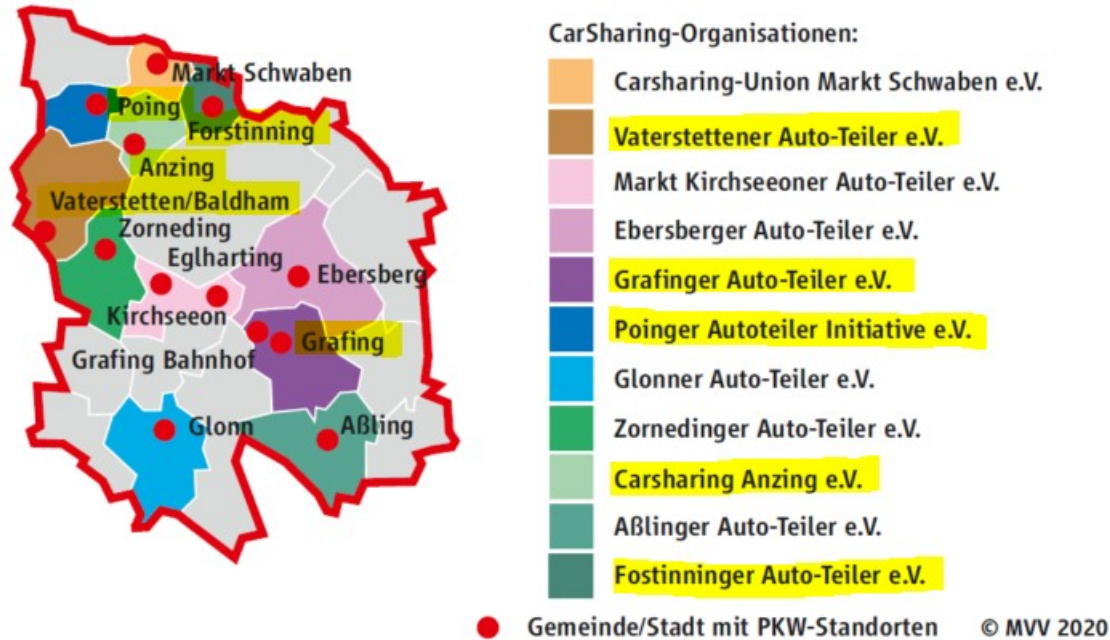 Markt Schwaben
Poing
Forstinning
Anzing
Vaterstetten/Baldham
Zorneding
Eglharting
Ebersberg
Kirchseeon
Grafing
Grafing Bahnhof
Glonn
Aßling
CarSharing-Organisationen:
Carsharing-Union Markt Schwaben e.V.
Vaterstettener Auto-Teiler e.V.
Markt Kirchseeoner Auto-Teiler e.V.
Ebersberger Auto-Teiler e.V.
Grafinger Auto-Teiler e.V.
Poinger Autoteiler Initiative e.V.
Glonner Auto-Teiler e.V.
Zornedinger Auto-Teiler e.V.
Carsharing Anzing e.V.
Aßlinger Auto-Teiler e.V.
Fostinninger Auto-Teiler e.V.
Gemeinde/Stadt mit PKW-Standorten © MVV 2020